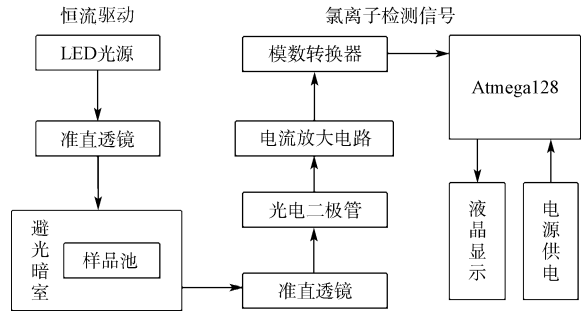 恒流驱动
LED光源
准直透镜
避光暗室
样品池
氯离子检测信号
模数转换器
电流放大电路
光电二极管
准直透镜
Atmega128
液晶显示
电源供电